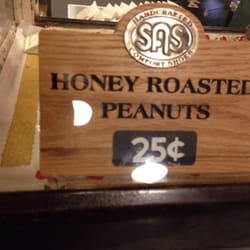 HANDCRAFTED
SAS
COMFORT SHOES
HONEY ROASTED
PEANUTS
25¢